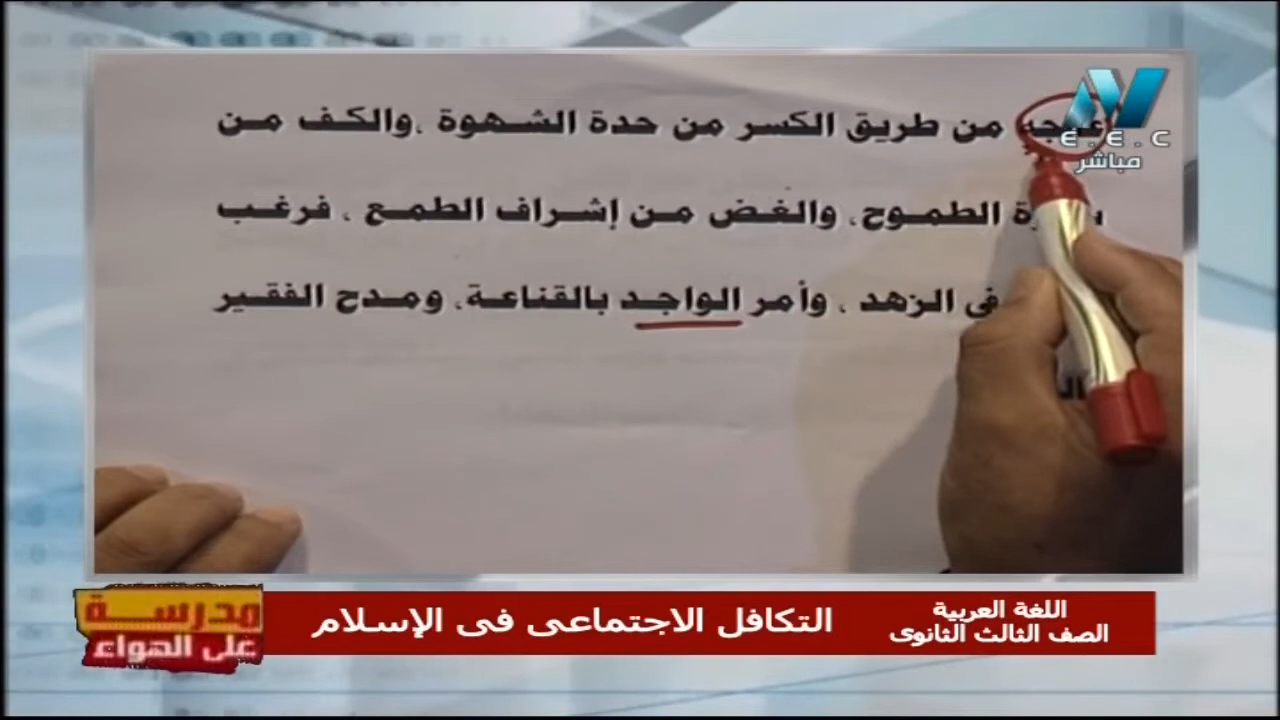 E.E.C
مباشر
من طريق الكسر من حدة الشهوة ،والكف من
الطموح، والغض من إشراف الطمع ، فرغب
فى الزهد ، وأمر الواجد بالقناعة، ومدح الفقير
مدرسة
على الهواء
التكافل الاجتماعى فى الإسلام
اللغة العربية
الصف الثالث الثانوى